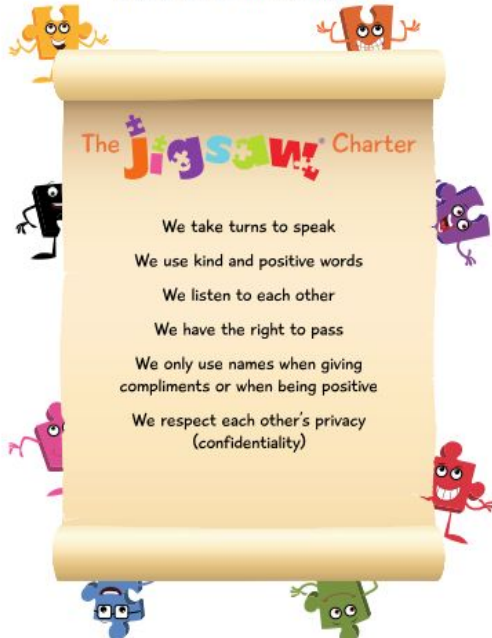 The Jigsaw® Charter
We take turns to speak
We use kind and positive words
We listen to each other
We have the right to pass
We only use names when giving
compliments or when being positive
We respect each other's privacy
(confidentiality)